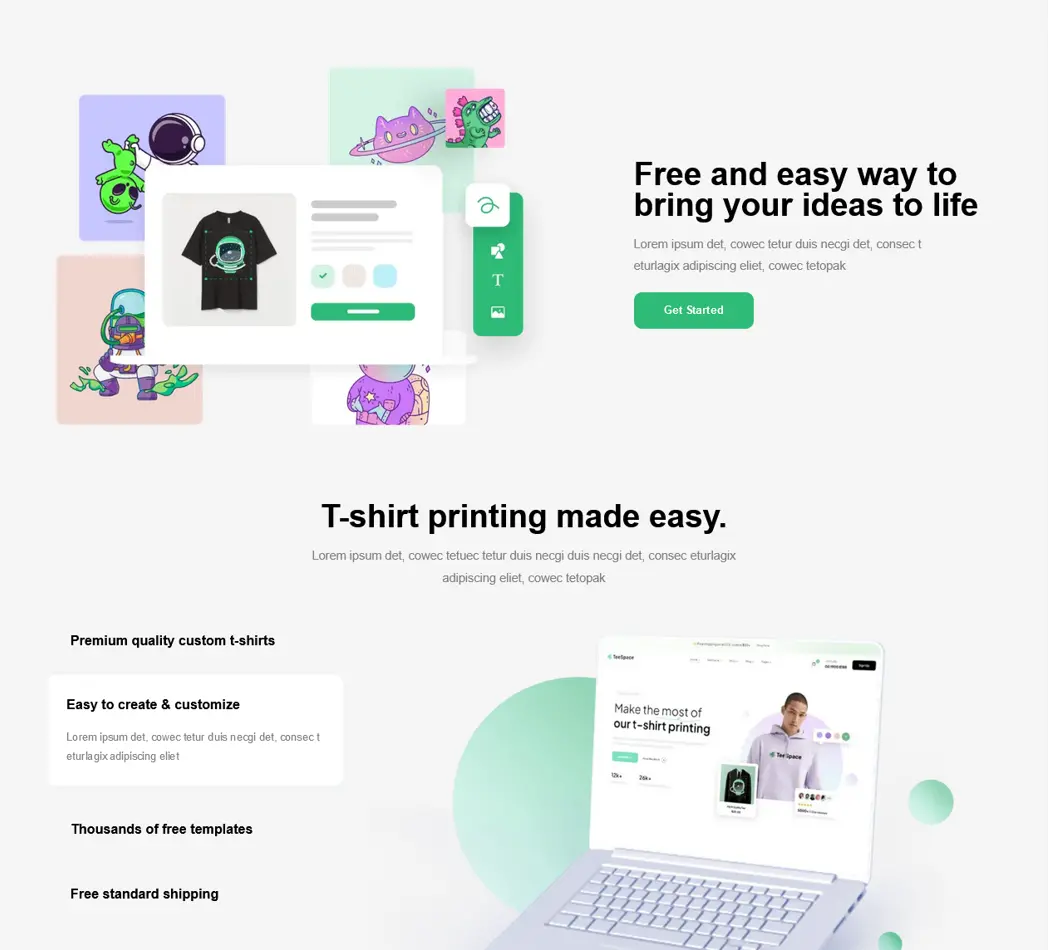 Free and easy way to
bring your ideas to life
Lorem ipsum det, cowec tetur duis necgi det, consec t
eturlagix adipiscing eliet, cowec tetopak
T
Get Started
T-shirt printing made easy.
Lorem ipsum det, cowec tetuec tetur duis necgi duis necgi det, consec eturlagix
adipiscing eliet, cowec tetopak
Premium quality custom t-shirts
Easy to create & customize
Lorem ipsum det, cowec tetur duis necgi det, consec t
eturlagix adipiscing eliet
Thousands of free templates
Free standard shipping
TeeSpace
Make the most of
our t-shirt printing
TeeSpace
12k+
26k+